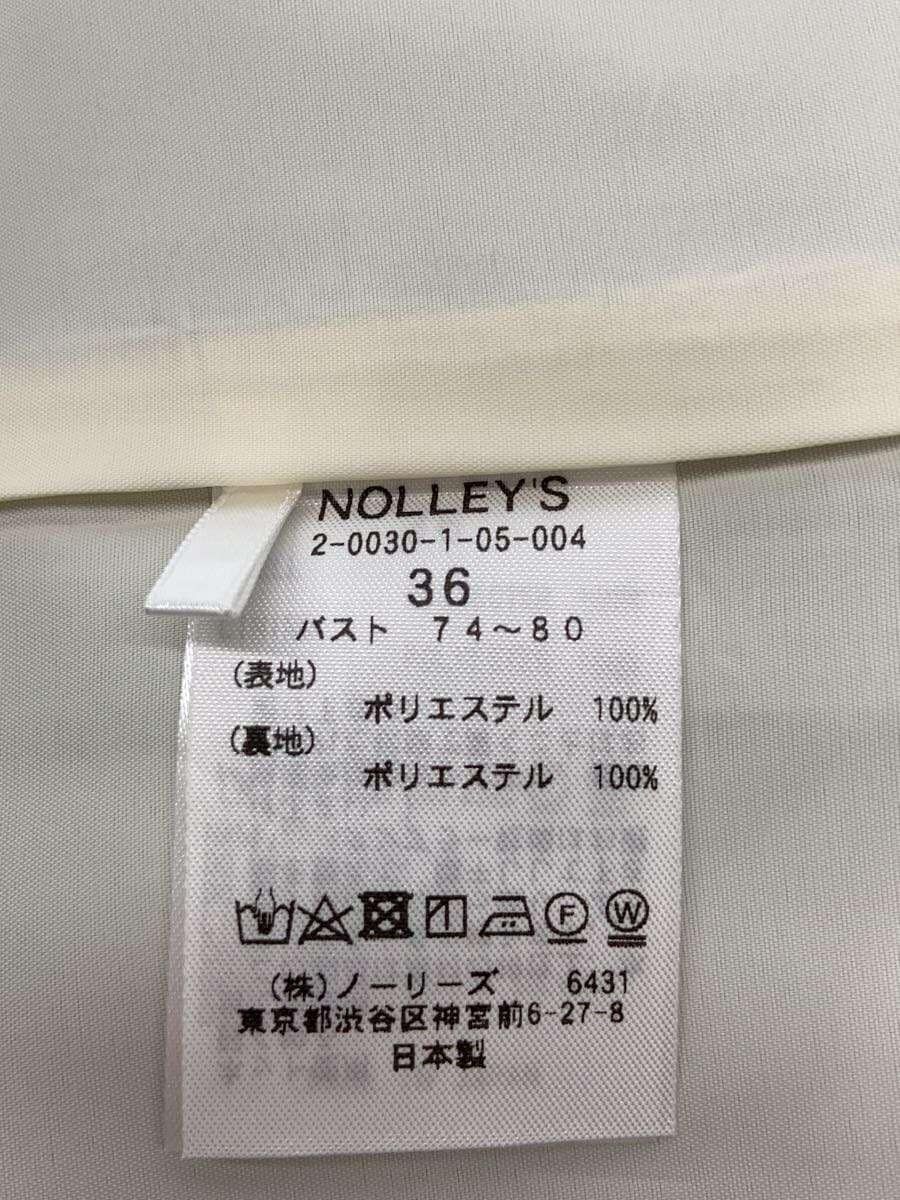 NOLLEY'S
2-0030-1-05-004
36
バスト 74～80
(表地)
ポリエステル 100%
(裏地)
ポリエステル 100%
F W
(株)ノーリーズ 6431
東京都渋谷区神宮前6-27-8
日本製